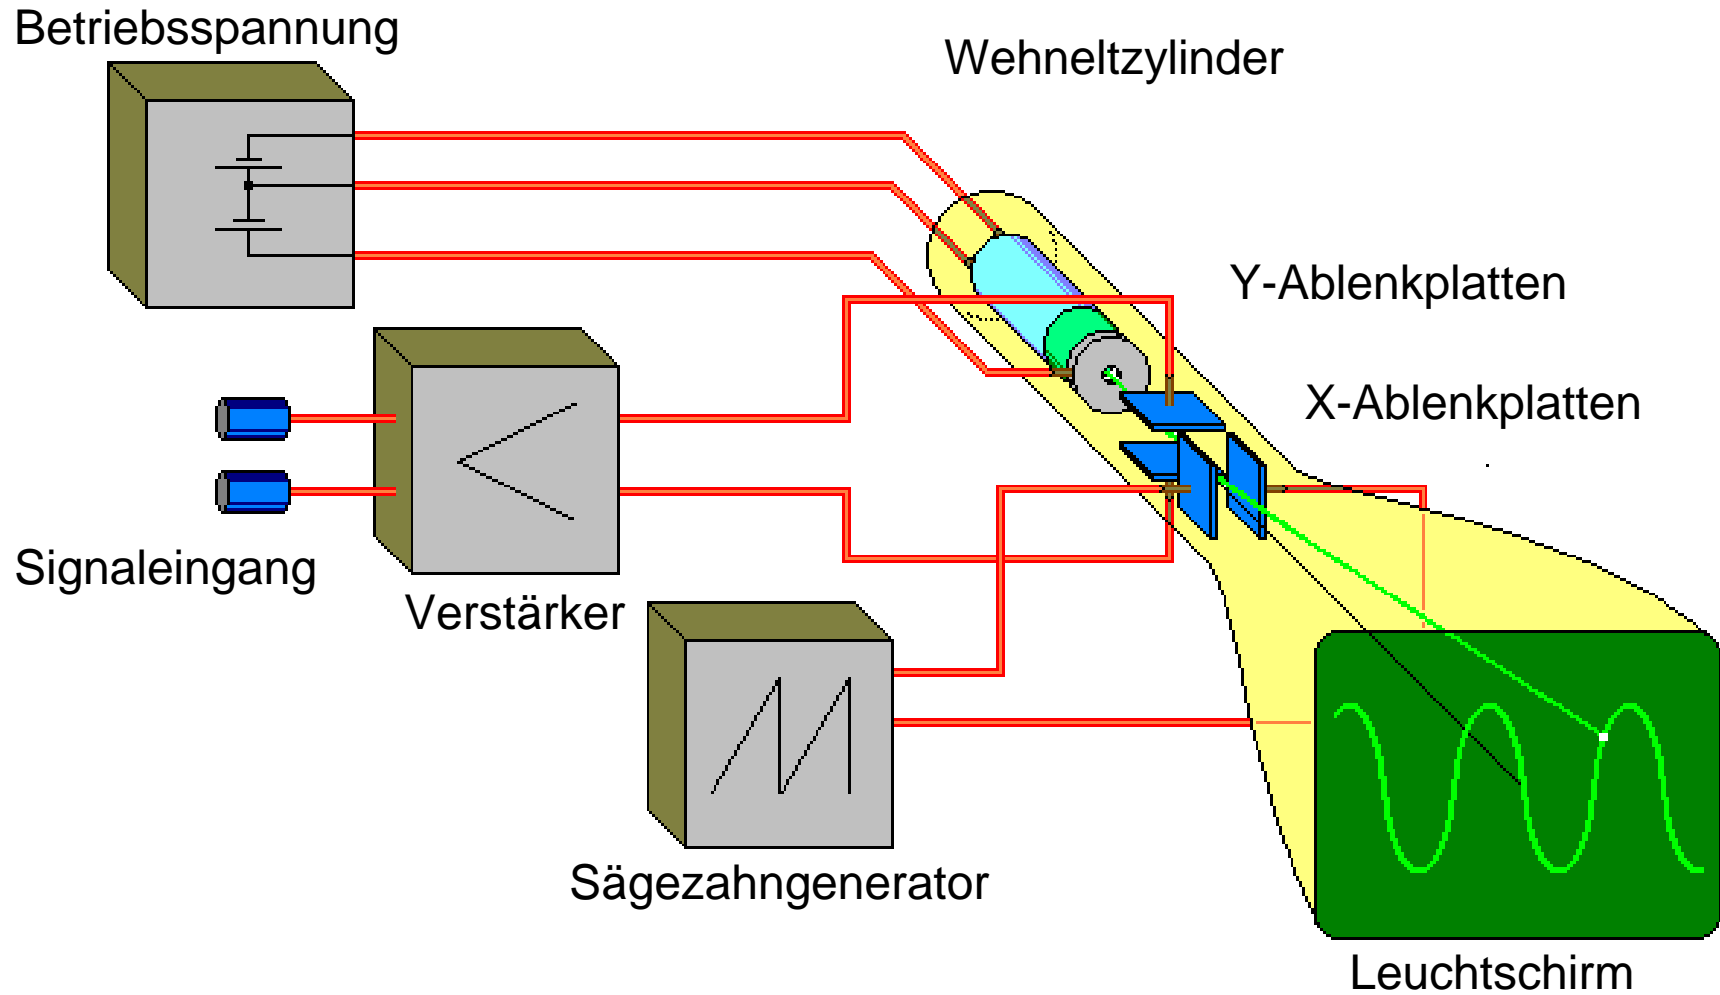 Betriebsspannung
Wehneltzylinder
Y-Ablenkplatten
X-Ablenkplatten
Signaleingang
Verstärker
Sägezahngenerator
Leuchtschirm